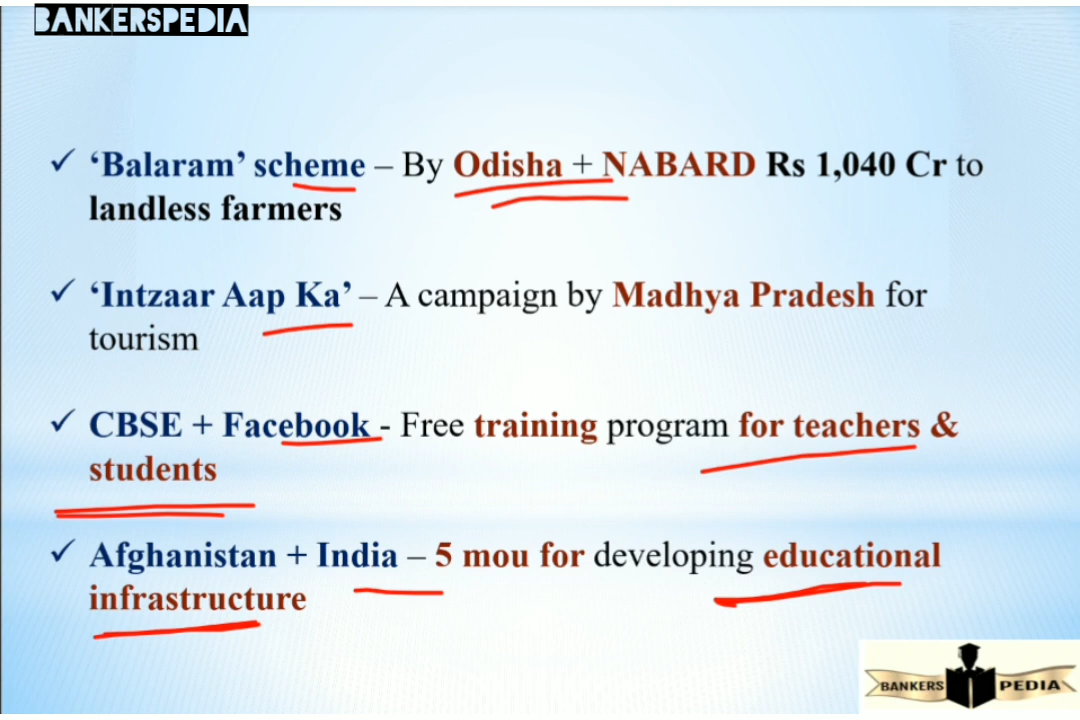 BANKERSPEDIA
✓ ‘Balaram’ scheme – By Odisha + NABARD Rs 1,040 Cr to
landless farmers
✓ ‘Intzaar Aap Ka’ – A campaign by Madhya Pradesh for
tourism
✓ CBSE + Facebook - Free training program for teachers &
students
✓ Afghanistan + India – 5 mou for developing educational
infrastructure
BANKERS PEDIA